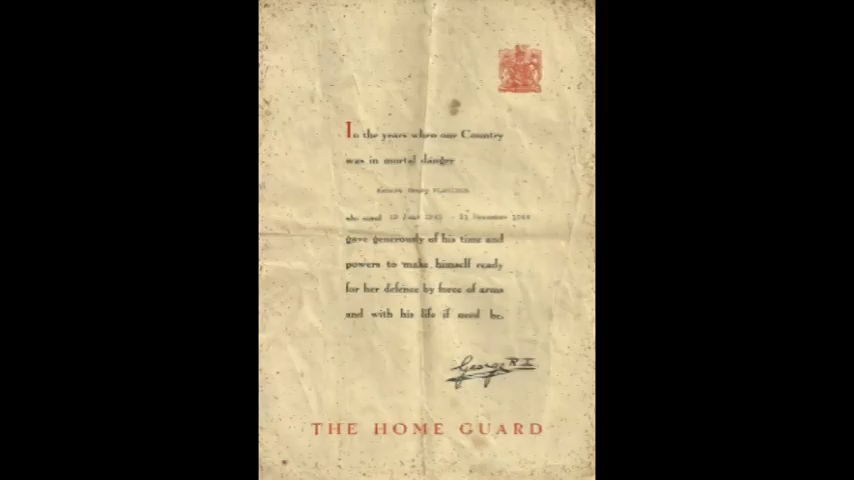 In the years when our Country
was in mortal danger
Henry
who served 1944
gave generously of his time and
powers to make himself ready
for her defence by force of arms
and with his life if need be.
George R I
THE HOME GUARD